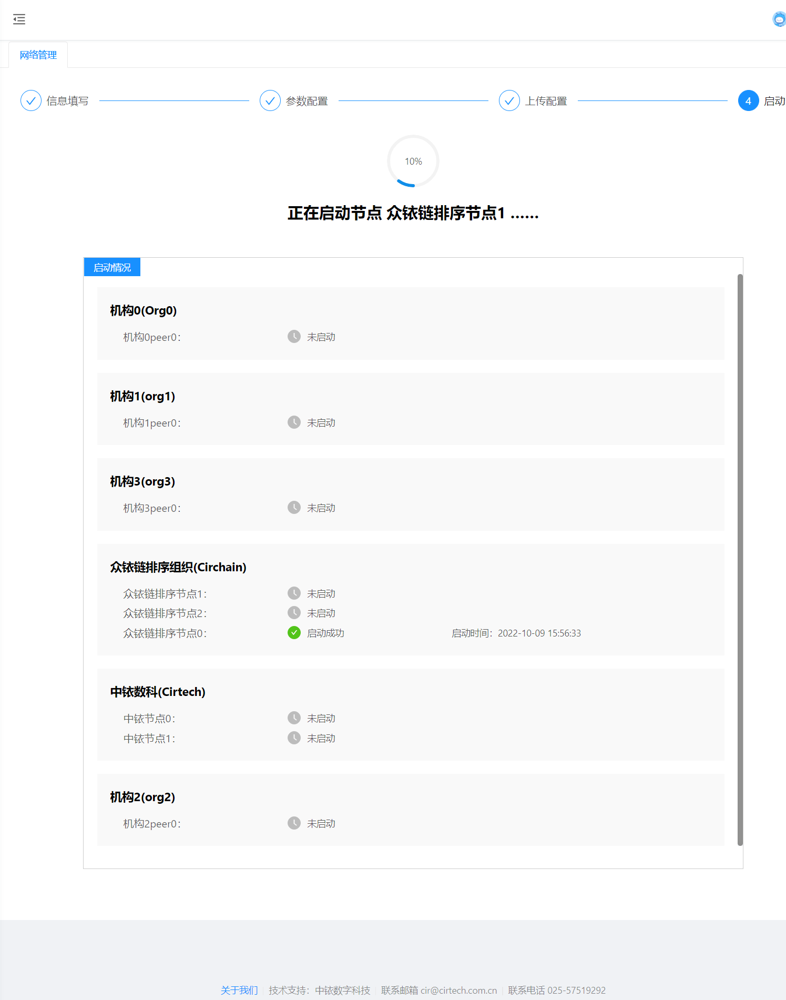 网络管理
信息填写
参数配置
上传配置
4 启动
10%
正在启动节点 众铱链排序节点1 ......
启动情况
机构0(Org0)
机构0peer0： 未启动
机构1(org1)
机构1peer0： 未启动
机构3(org3)
机构3peer0： 未启动
众铱链排序组织(Circhain)
众铱链排序节点1： 未启动
众铱链排序节点2： 未启动
众铱链排序节点0： 启动成功 启动时间：2022-10-09 15:56:33
中铱数科(Cirtech)
中铱节点0： 未启动
中铱节点1： 未启动
机构2(org2)
机构2peer0： 未启动
关于我们 | 技术支持：中铱数字科技 | 联系邮箱 cir@cirtech.com.cn | 联系电话 025-57519292